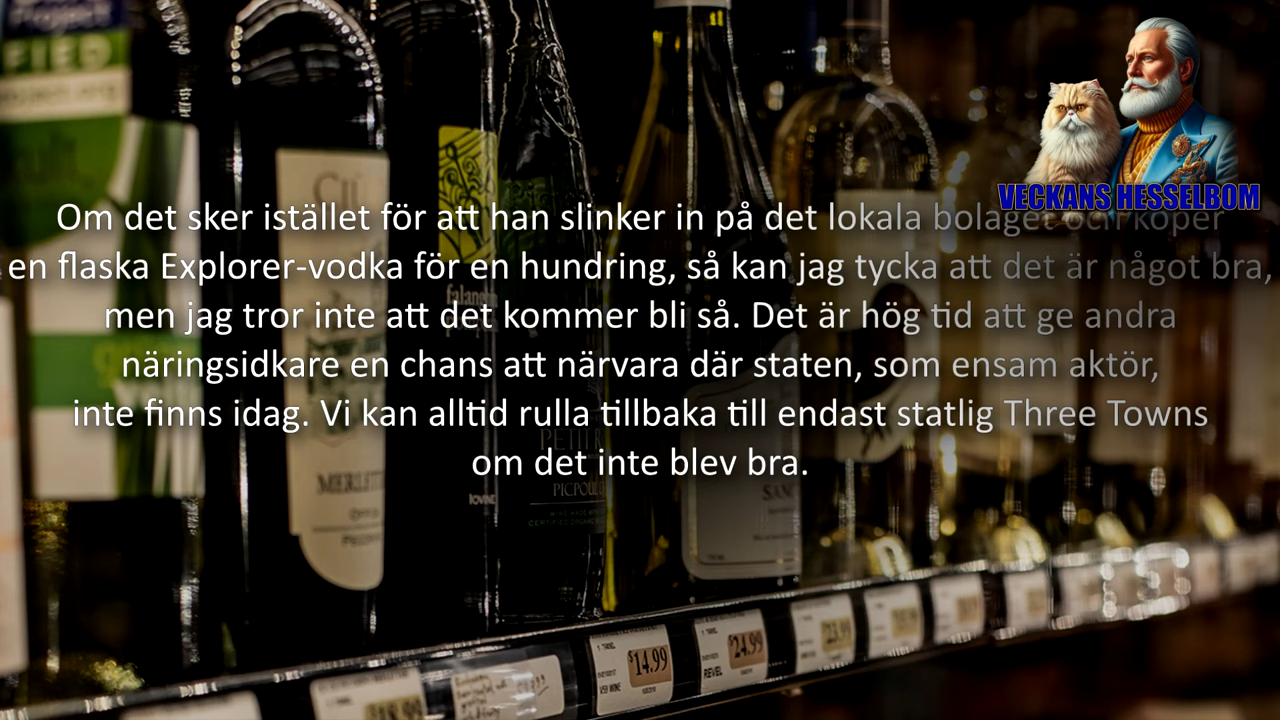 Project
FIED
VECKANS HESSELBOM
Om det sker istället för att han slinker in på det lokala bolaget och köper
en flaska Explorer-vodka för en hundring, så kan jag tycka att det är något bra,
men jag tror inte att det kommer bli så. Det är hög tid att ge andra
näringsidkare en chans att närvara där staten, som ensam aktör,
inte finns idag. Vi kan alltid rulla tillbaka till endast statlig Three Towns
om det inte blev bra.
MERLOT
PICPOUL
$14.99
$24.99
REVEL